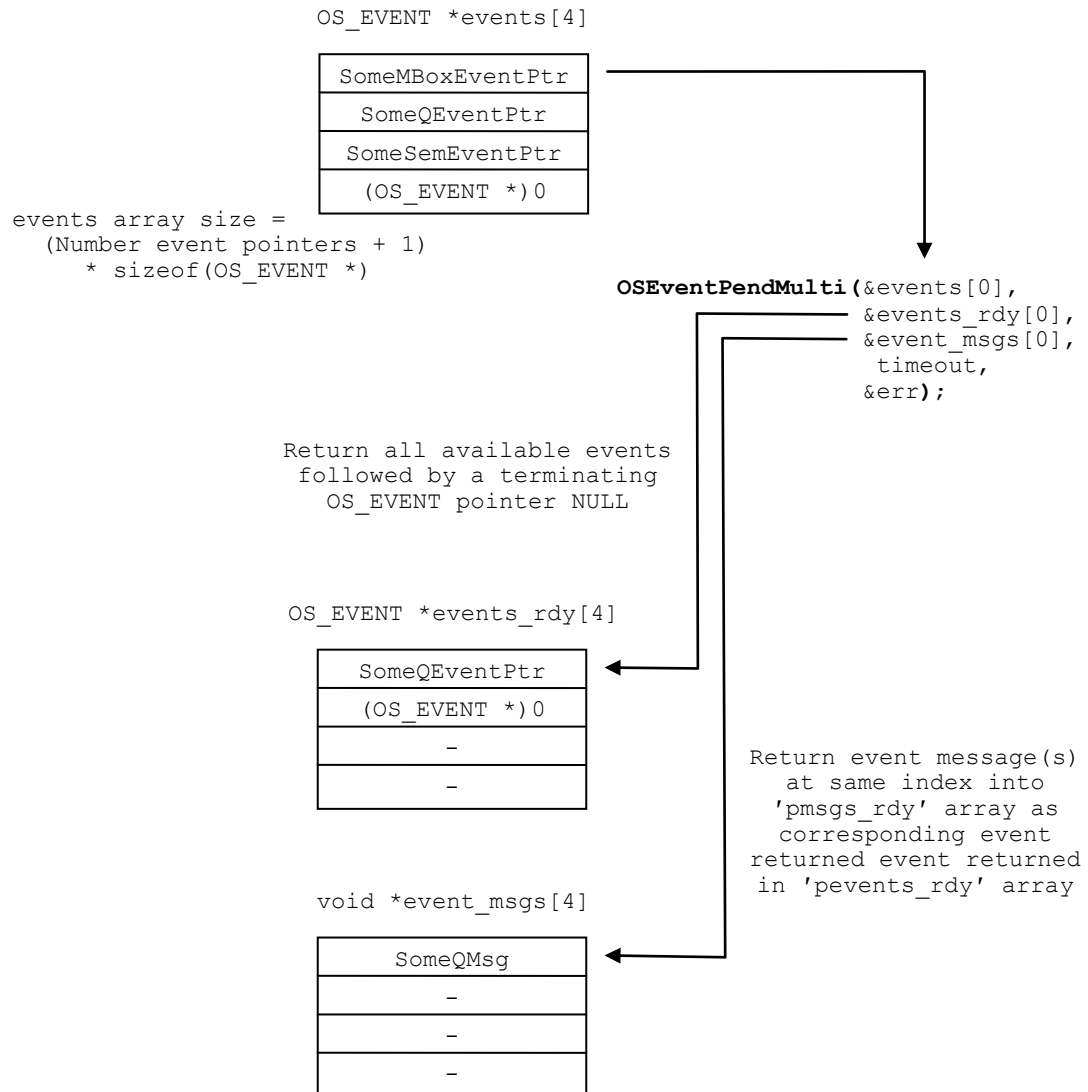 OS_EVENT *events[4]
SomeMBoxEventPtr
SomeQEventPtr
SomeSemEventPtr
(OS_EVENT *)0
events array size =
(Number event pointers + 1)
* sizeof(OS_EVENT *)
OSEventPendMulti(&events[0],
&events_rdy[0],
&event_msgs[0],
timeout,
&err);
Return all available events
followed by a terminating
OS_EVENT pointer NULL
OS_EVENT *events_rdy[4]
SomeQEventPtr
(OS_EVENT *)0
-
-
Return event message(s)
at same index into
'pmsgs_rdy' array as
corresponding event
returned event returned
in 'pevents_rdy' array
void *event_msgs[4]
SomeQMsg
-
-
-